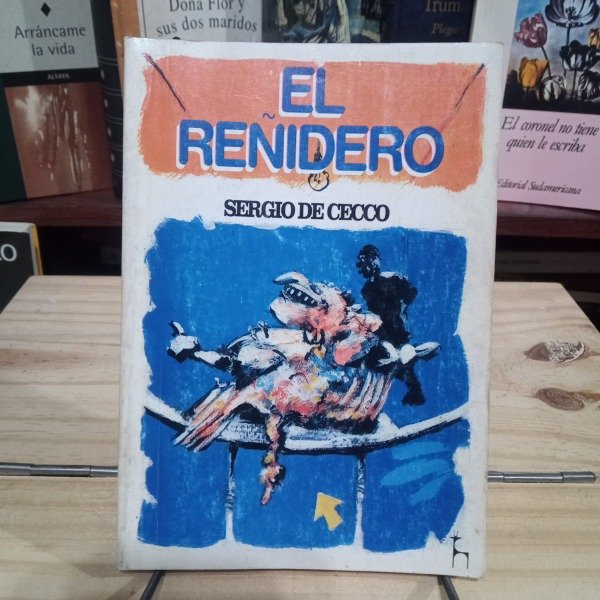 Arráncame
la vida
ALTAYA
Doña Flor y
sus dos maridos
EL
REÑIDERO
SERGIO DE CECCO
El coronel no tiene
quien le escriba
Editorial Sudamericana